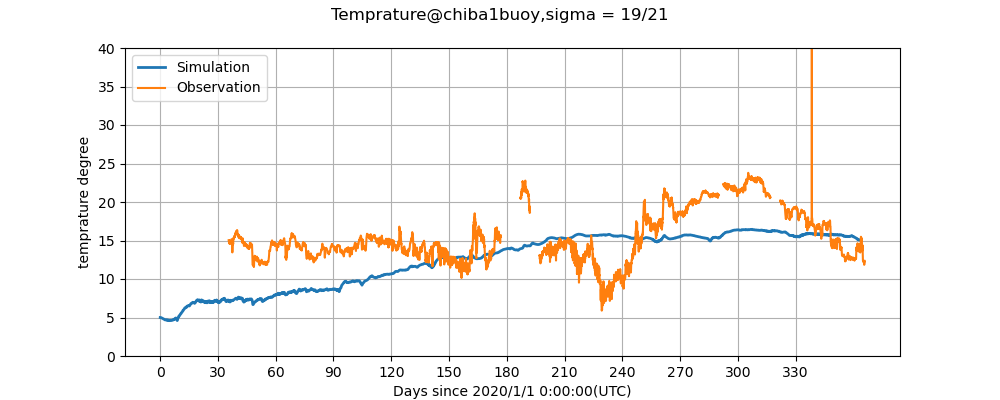 Temprature@chiba1buoy,sigma = 19/21
Simulation
Observation
temprature degree
40
35
30
25
20
15
10
5
0
0 30 60 90 120 150 180 210 240 270 300 330
Days since 2020/1/1 0:00:00(UTC)